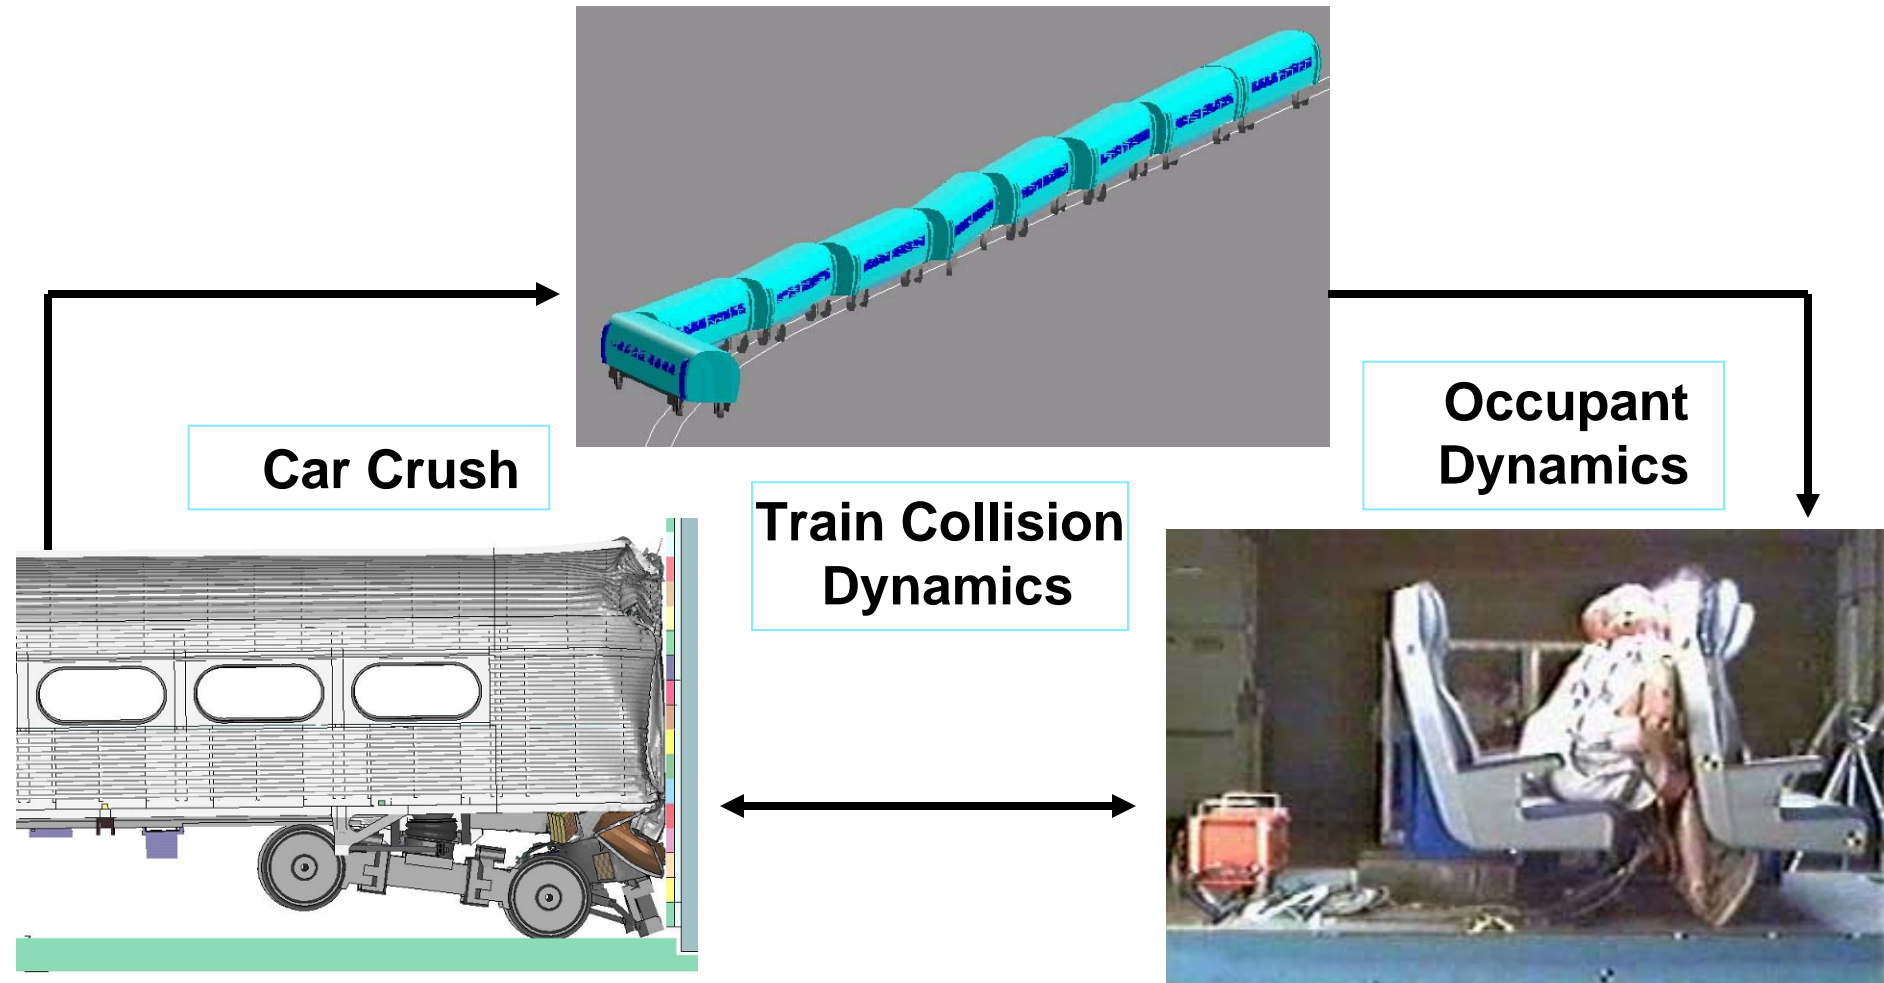 Car Crush
Train Collision
Dynamics
Occupant
Dynamics